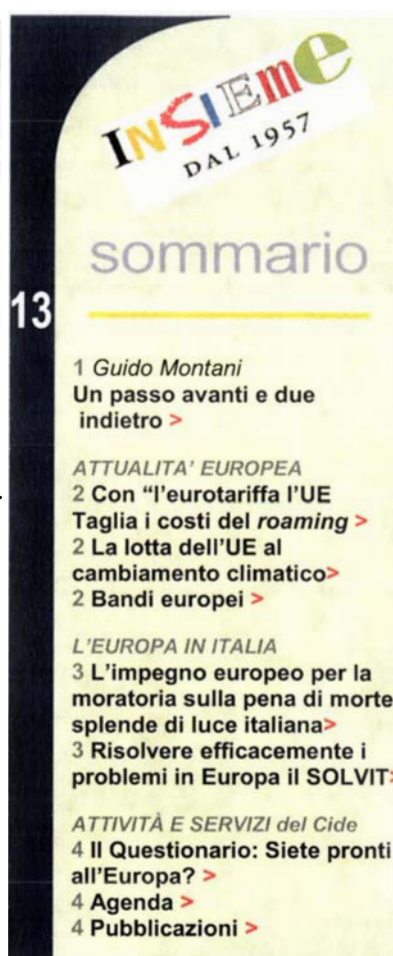 INSIEme
DAL 1957
sommario
13
1 Guido Montani
Un passo avanti e due
indietro >
ATTUALITA' EUROPEA
2 Con “l'eurotariffa l'UE
Taglia i costi del roaming >
2 La lotta dell'UE al
cambiamento climatico>
2 Bandi europei >
L'EUROPA IN ITALIA
3 L'impegno europeo per la
moratoria sulla pena di morte
splende di luce italiana>
3 Risolvere efficacemente i
problemi in Europa il SOLVIT>
ATTIVITÀ E SERVIZI del Cide
4 Il Questionario: Siete pronti
all'Europa? >
4 Agenda >
4 Pubblicazioni >